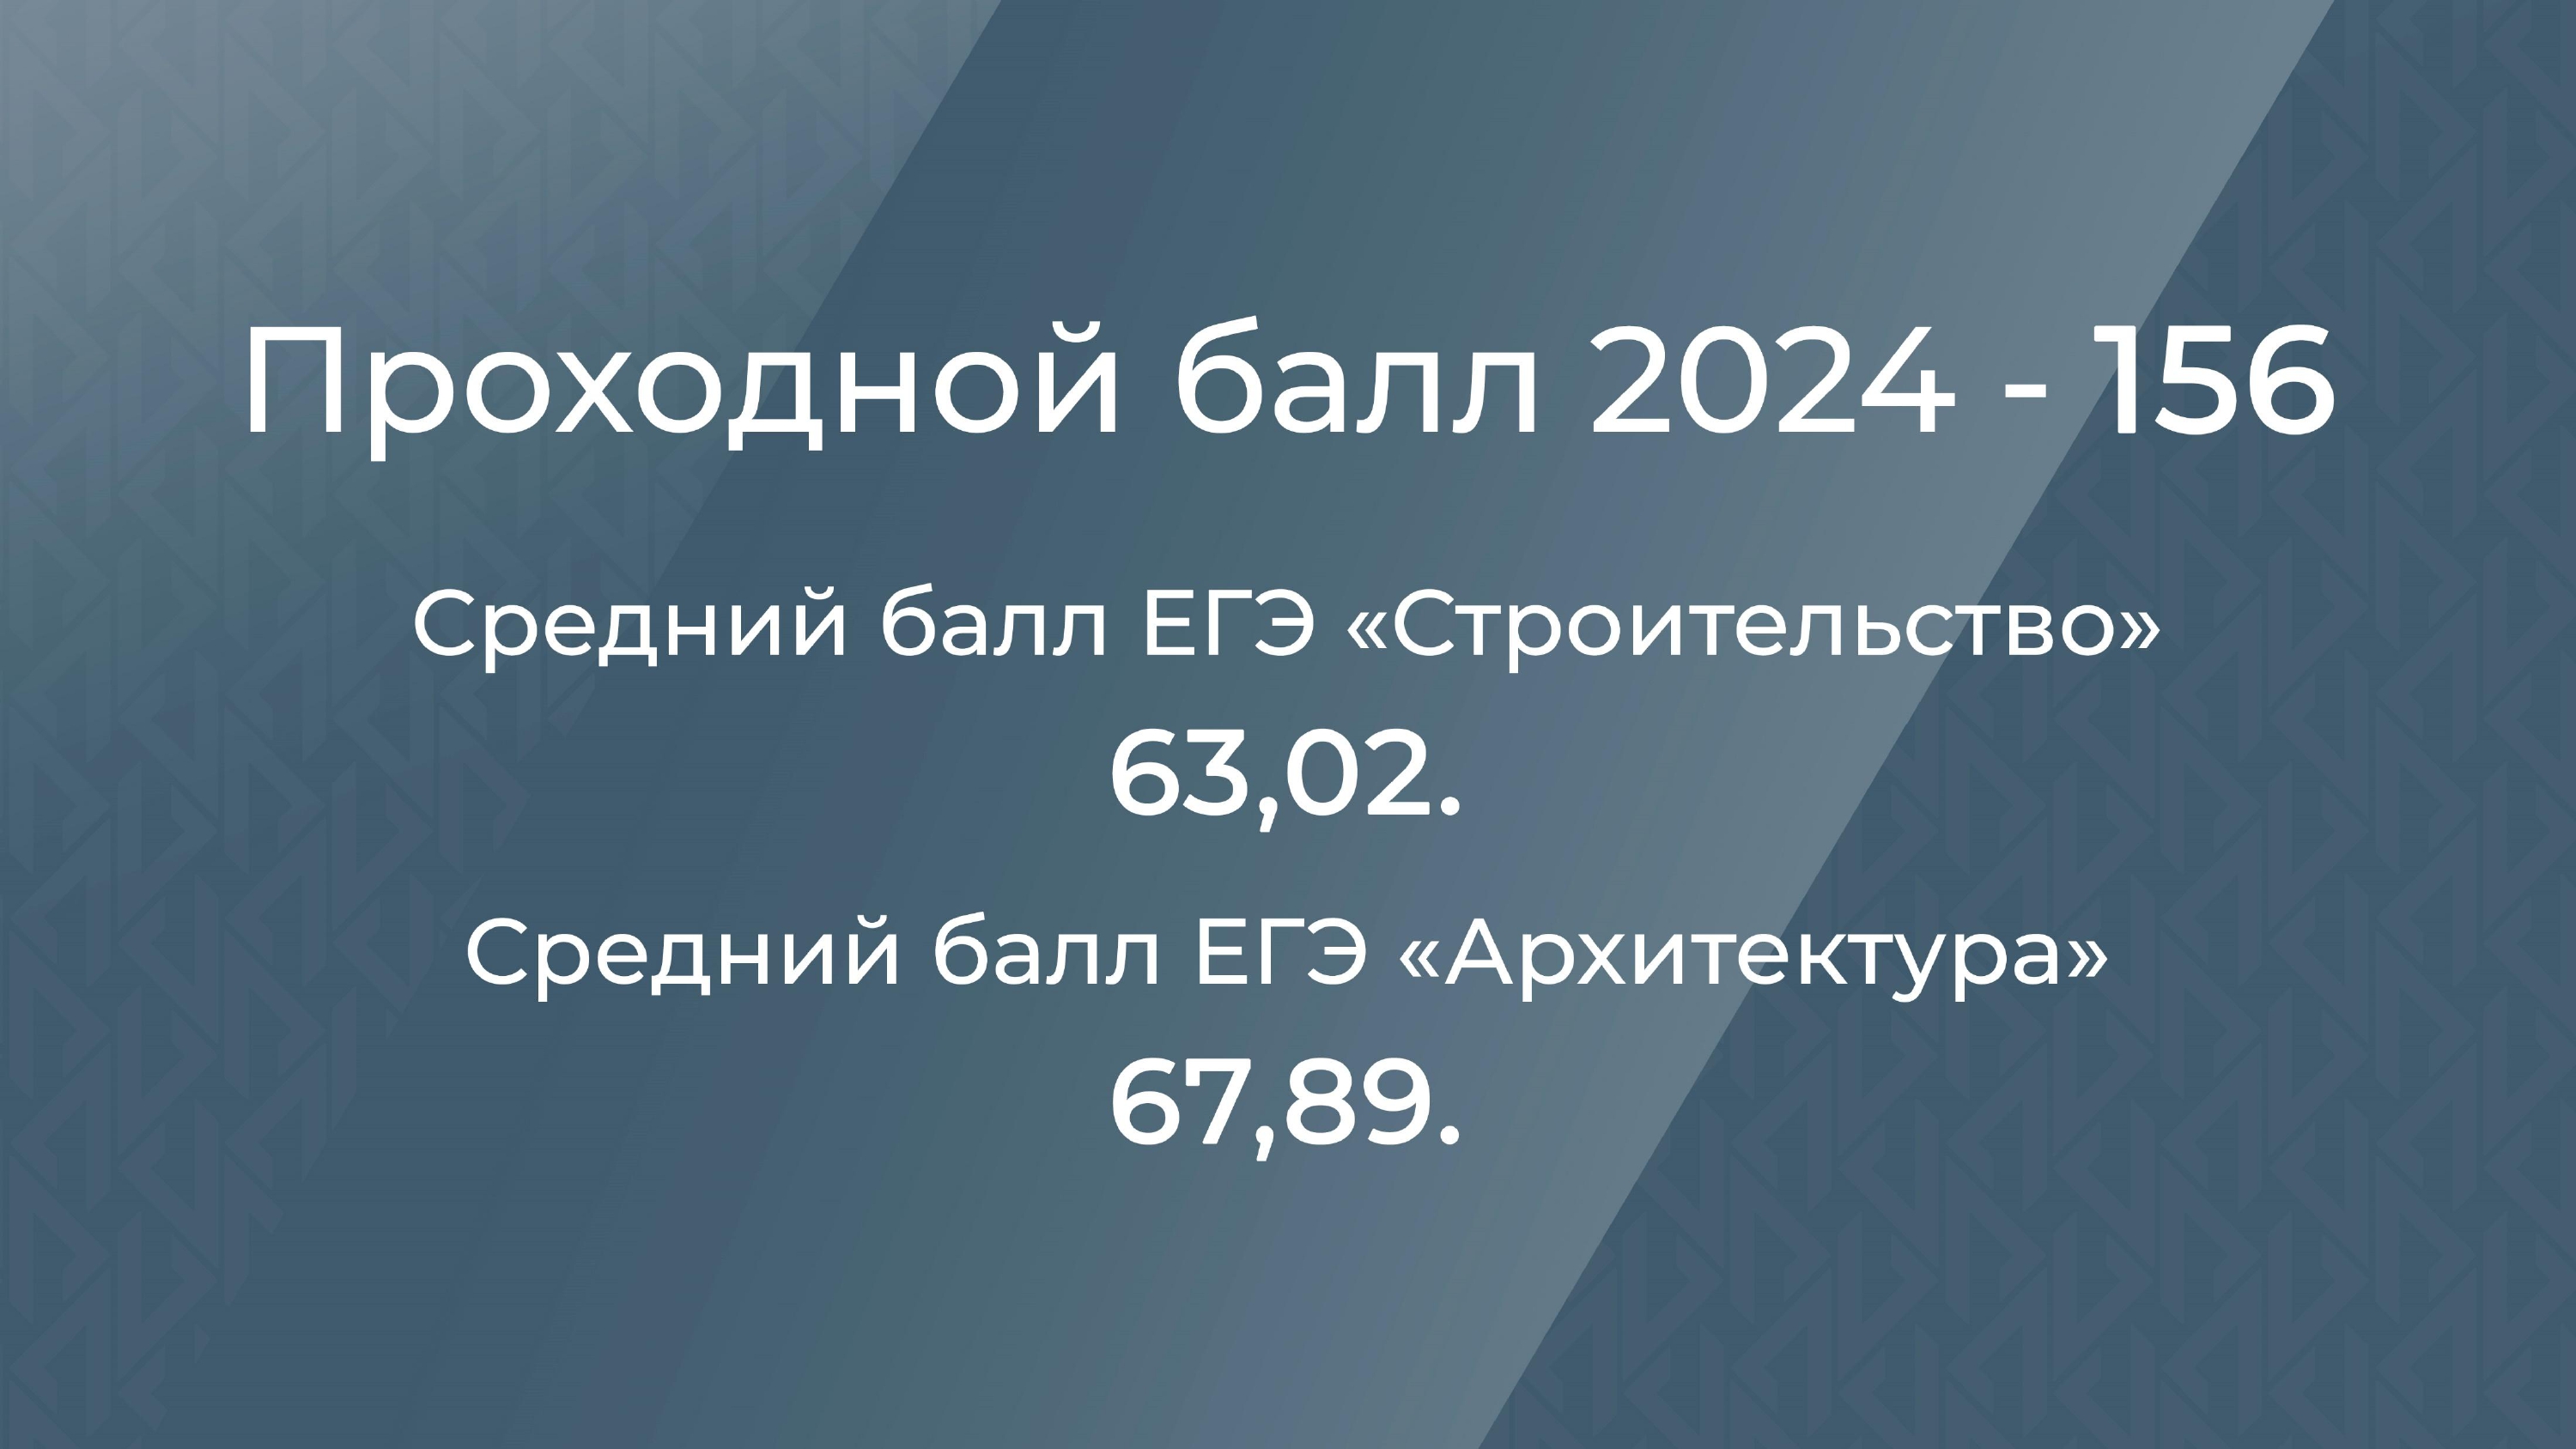 Проходной балл 2024 - 156
Средний балл ЕГЭ «Строительство»
63,02.
Средний балл ЕГЭ «Архитектура»
67,89.